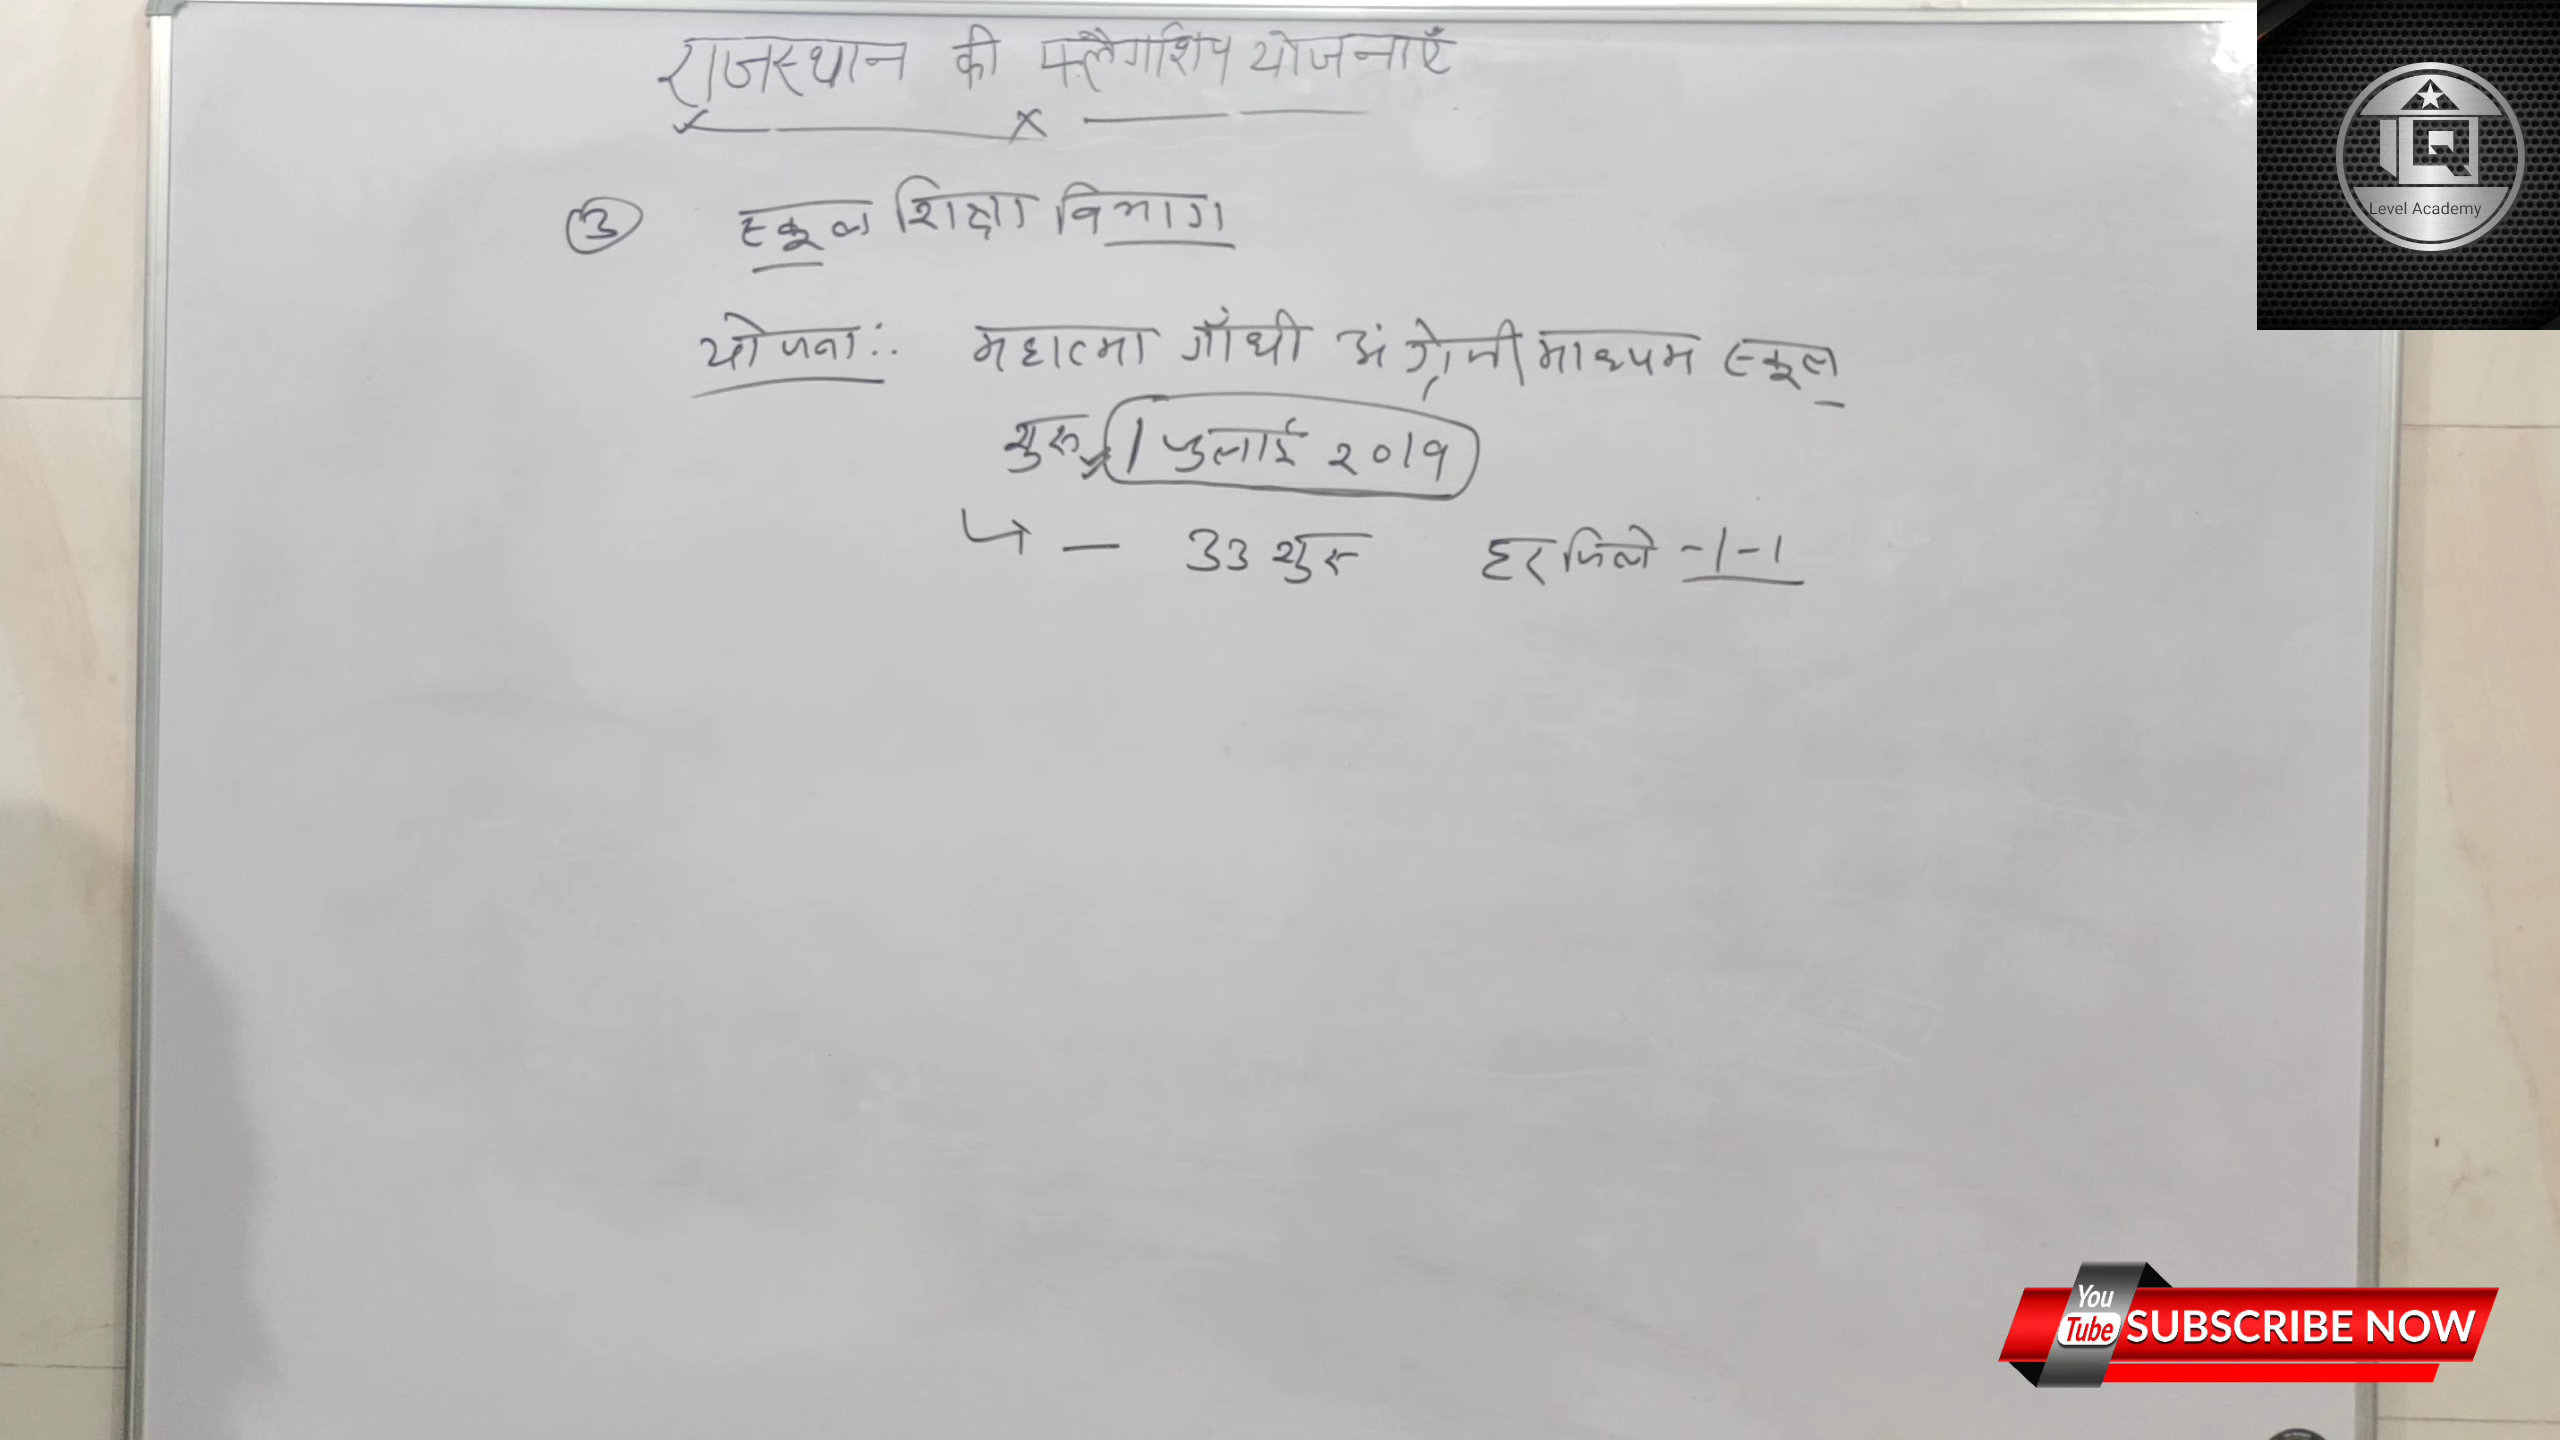 राजस्थान की फ्लैगशिप योजनाएँ
③ स्कूल शिक्षा विभाग
योजना:. महात्मा गाँधी अंग्रेजी माध्यम स्कूल
शुरू 1 जुलाई 2019
↳ — 33 शुरू हर जिले -1-1
Level Academy
You Tube SUBSCRIBE NOW